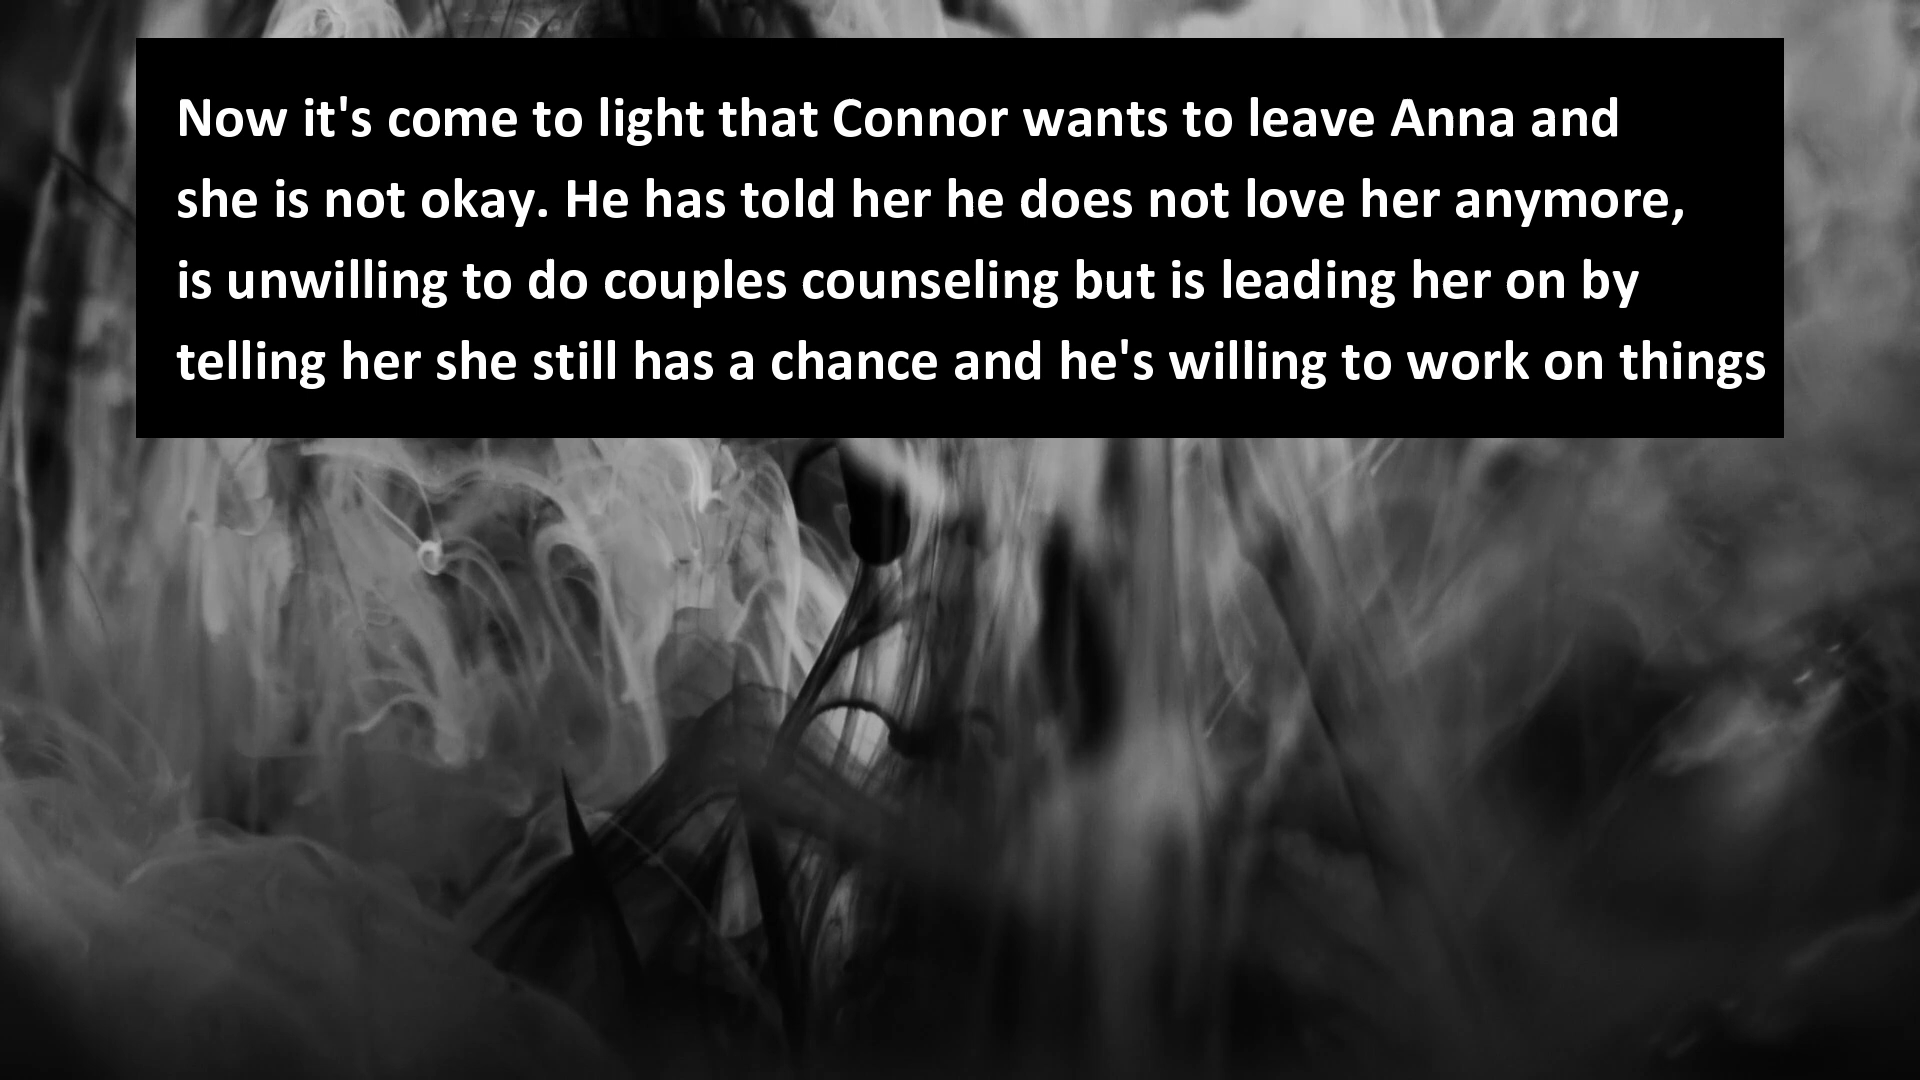 Now it's come to light that Connor wants to leave Anna and
she is not okay. He has told her he does not love her anymore,
is unwilling to do couples counseling but is leading her on by
telling her she still has a chance and he's willing to work on things